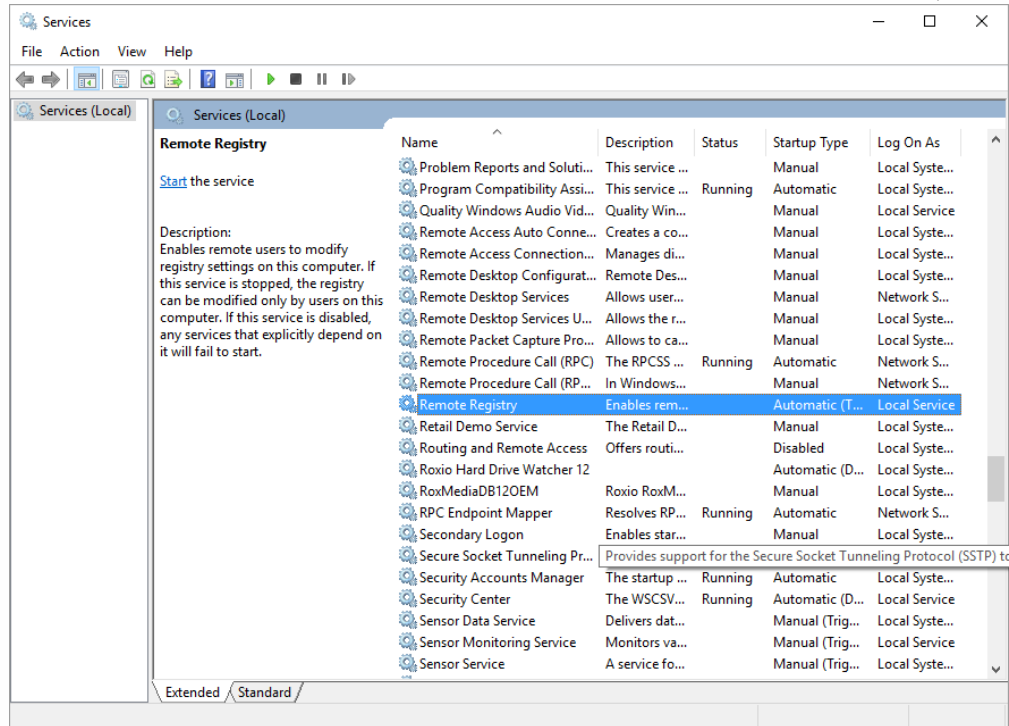 Services
File Action View Help
Services (Local)
Services (Local)
Remote Registry
Start the service
Description:
Enables remote users to modify
registry settings on this computer. If
this service is stopped, the registry
can be modified only by users on this
computer. If this service is disabled,
any services that explicitly depend on
it will fail to start.
Name Description Status Startup Type Log On As
Problem Reports and Soluti... This service ... Manual Local Syste...
Program Compatibility Assi... This service ... Running Automatic Local Syste...
Quality Windows Audio Vid... Quality Win... Manual Local Service
Remote Access Auto Conne... Creates a co... Manual Local Syste...
Remote Access Connection... Manages di... Manual Local Syste...
Remote Desktop Configurat... Remote Des... Manual Local Syste...
Remote Desktop Services Allows user... Manual Network S...
Remote Desktop Services U... Allows the r... Manual Local Syste...
Remote Packet Capture Pro... Allows to ca... Manual Local Syste...
Remote Procedure Call (RPC) The RPCSS ... Running Automatic Network S...
Remote Procedure Call (RP... In Windows... Manual Network S...
Remote Registry Enables rem... Automatic (T... Local Service
Retail Demo Service The Retail D... Manual Local Syste...
Routing and Remote Access Offers routi... Disabled Local Syste...
Roxio Hard Drive Watcher 12 Automatic (D... Local Syste...
RoxMediaDB12OEM Roxio RoxM... Manual Local Syste...
RPC Endpoint Mapper Resolves RP... Running Automatic Network S...
Secondary Logon Enables star... Manual Local Syste...
Secure Socket Tunneling Pr... Provides support for the Secure Socket Tunneling Protocol (SSTP) to
Security Accounts Manager The startup ... Running Automatic Local Syste...
Security Center The WSCSV... Running Automatic (D... Local Service
Sensor Data Service Delivers dat... Manual (Trig... Local Syste...
Sensor Monitoring Service Monitors va... Manual (Trig... Local Service
Sensor Service A service fo... Manual (Trig... Local Syste...
Extended Standard